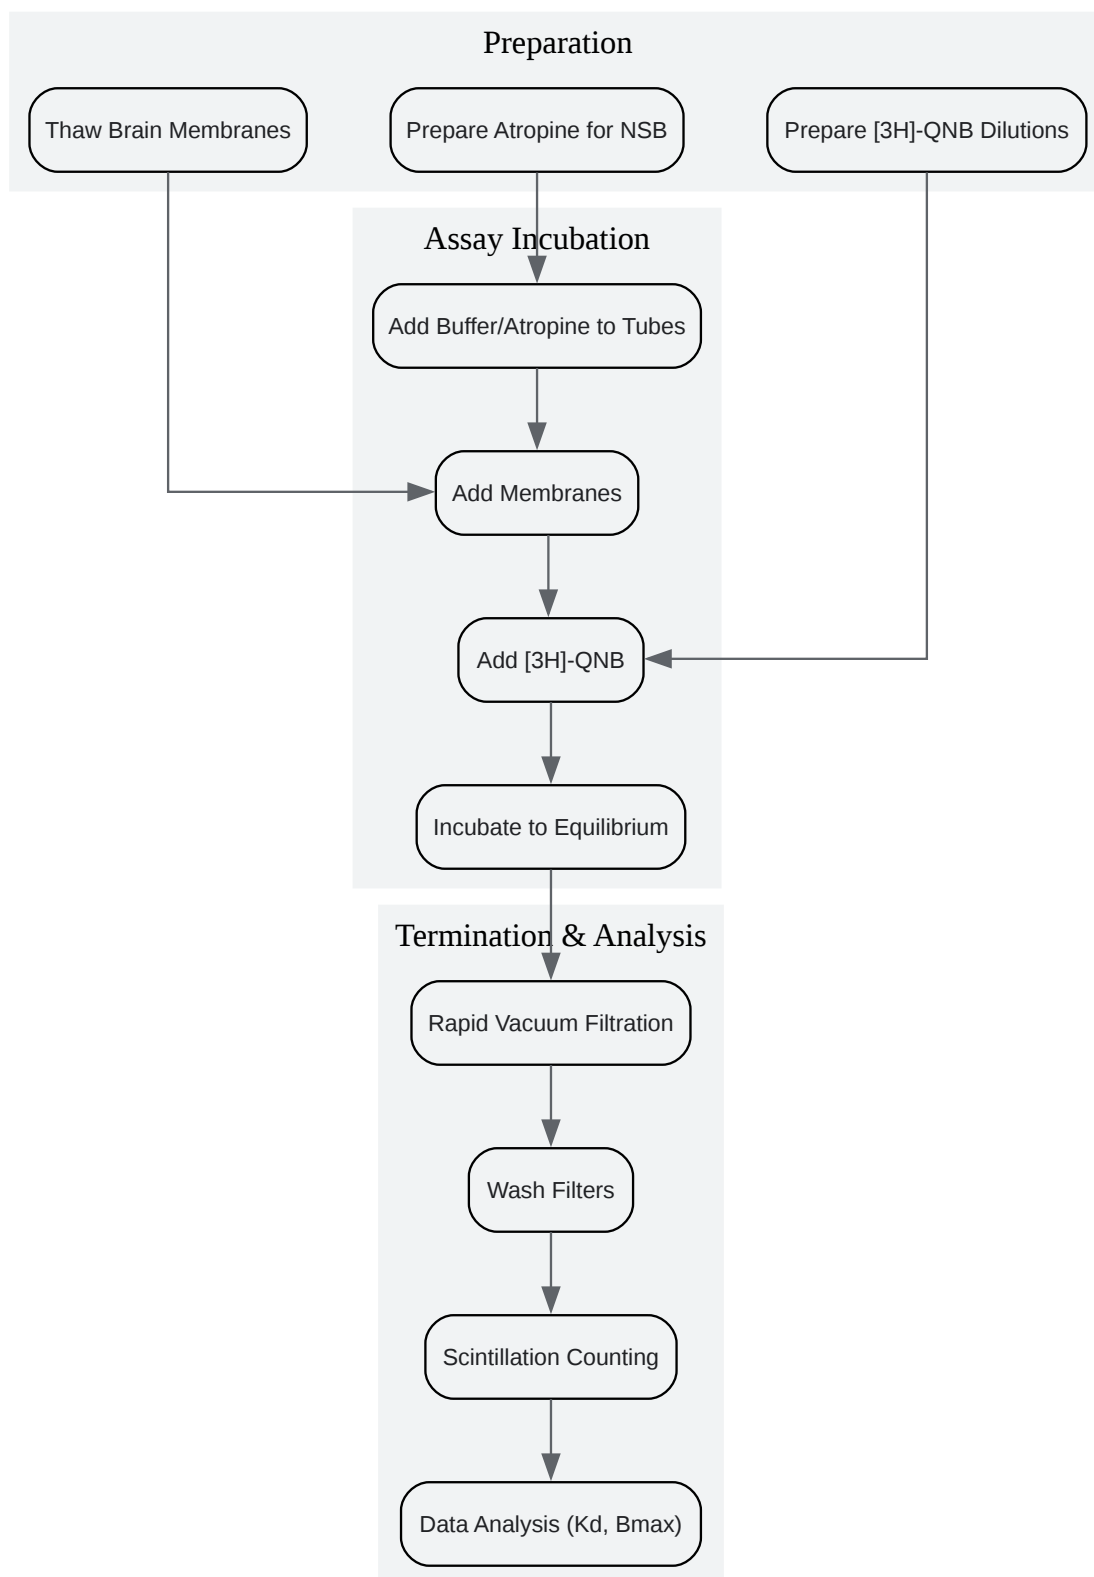 Preparation
Thaw Brain Membranes
Prepare Atropine for NSB
Prepare [3H]-QNB Dilutions
Assay Incubation
Add Buffer/Atropine to Tubes
Add Membranes
Add [3H]-QNB
Incubate to Equilibrium
Termination & Analysis
Rapid Vacuum Filtration
Wash Filters
Scintillation Counting
Data Analysis (Kd, Bmax)